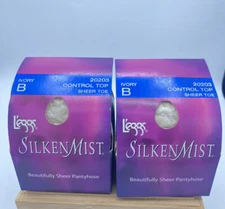 IVORY
B
20203
CONTROL TOP
SHEER TOE
L'eggs
SILKEN MIST
Beautifully Sheer Pantyhose
IVORY
B
20203
CONTROL TOP
SHEER TOE
L'eggs
SILKEN MIST
Beautifully Sheer Pantyhose